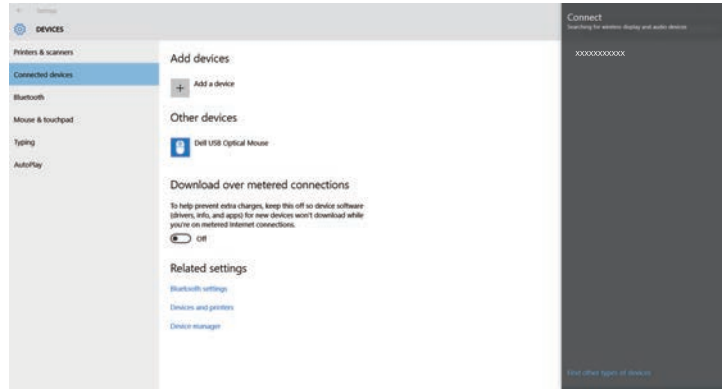 Settings
DEVICES
Printers & scanners
Connected devices
Bluetooth
Mouse & touchpad
Typing
AutoPlay
Add devices
Add a device
Other devices
Dell USB Optical Mouse
Download over metered connections
To help prevent extra charges, keep this off so device software
(drivers, info, and apps) for new devices won't download while
you're on metered Internet connections.
Off
Related settings
Bluetooth settings
Devices and printers
Device manager
Connect
Searching for wireless display and audio devices
xxxxxxxxxxx
Find other types of devices